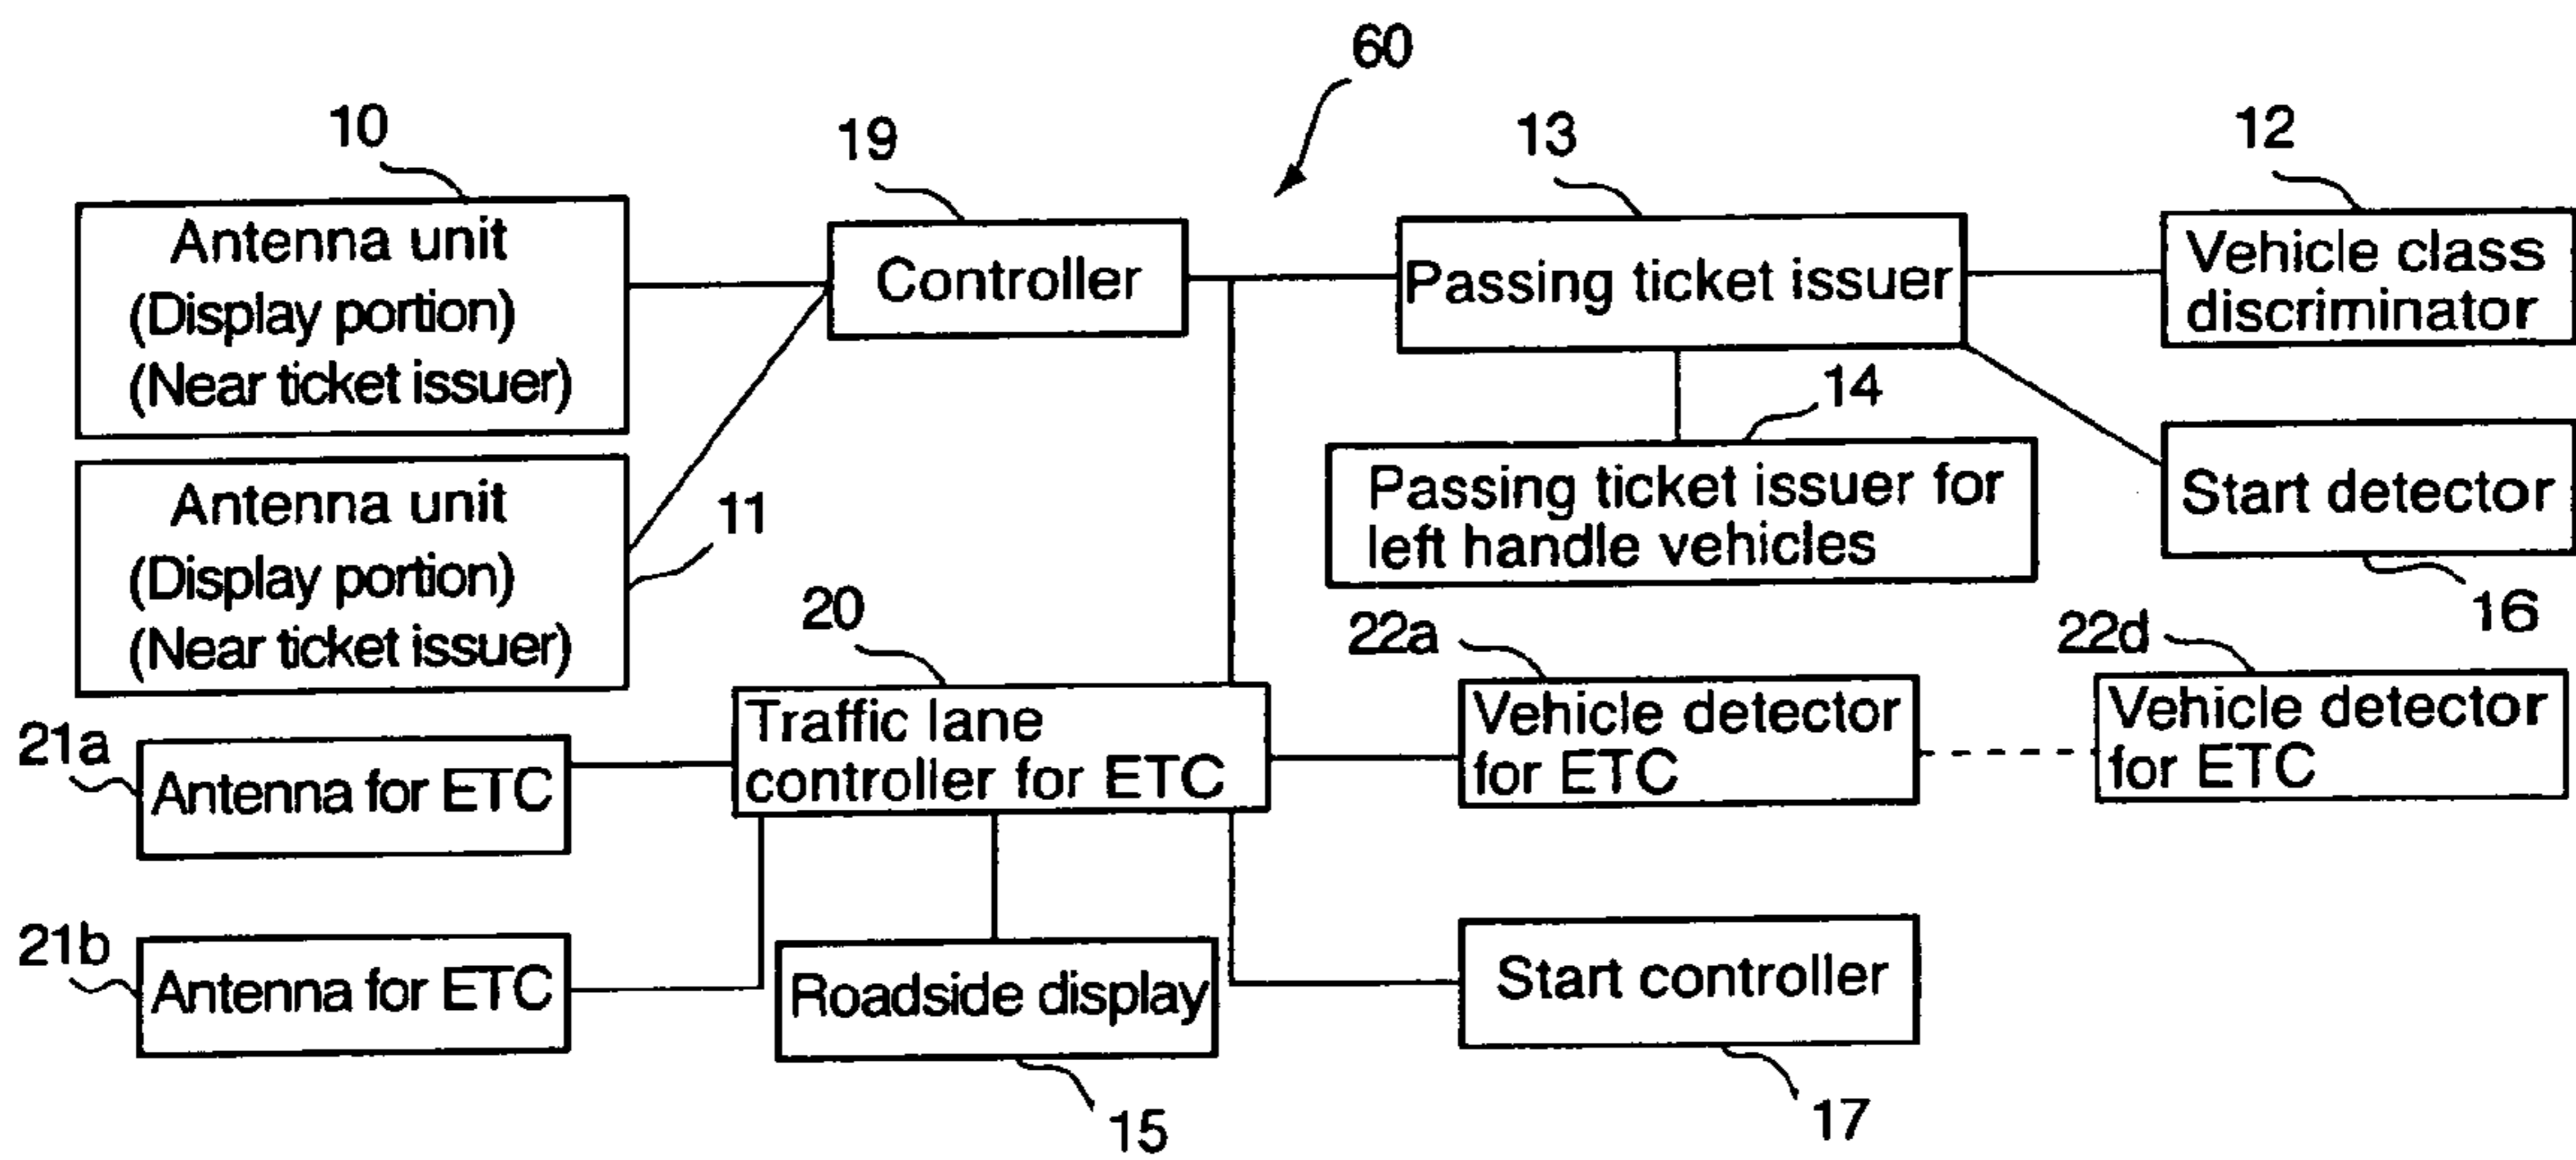 60
10
19
13
12
Antenna unit
(Display portion)
(Near ticket issuer)
Controller
Passing ticket issuer
Vehicle class
discriminator
14
Antenna unit
(Display portion)
(Near ticket issuer)
11
Passing ticket issuer for
left handle vehicles
Start detector
16
20
22a
22d
Traffic lane
controller for ETC
Vehicle detector
for ETC
Vehicle detector
for ETC
21a
Antenna for ETC
21b
Antenna for ETC
Roadside display
Start controller
15
17